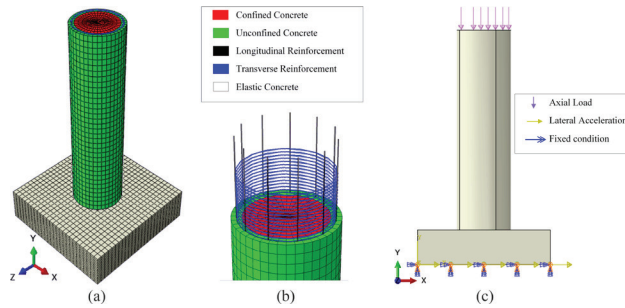 Confined Concrete
Unconfined Concrete
Longitudinal Reinforcement
Transverse Reinforcement
Elastic Concrete
Axial Load
Lateral Acceleration
Fixed condition
Y
Z
X
Y
X
(a)
(b)
(c)